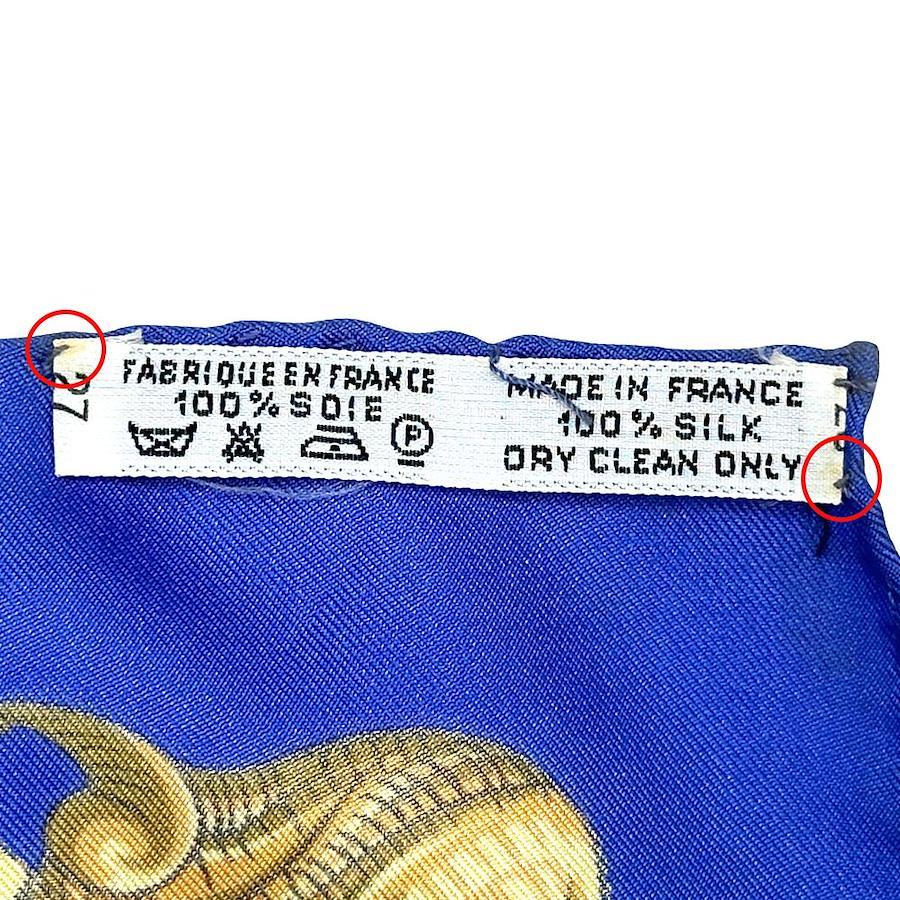 FABRIQUE EN FRANCE
100% SOIE
P
MADE IN FRANCE
100% SILK
DRY CLEAN ONLY